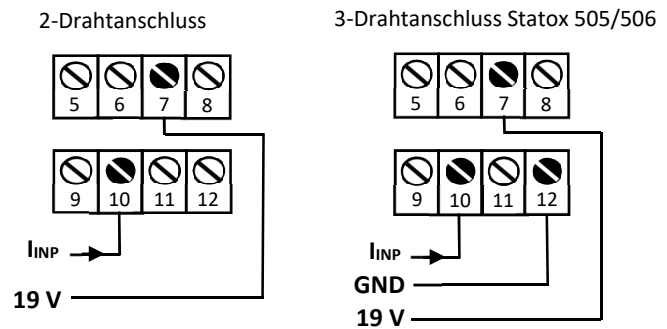 2-Drahtanschluss
5 6 7 8
9 10 11 12
IINP
19 V
3-Drahtanschluss Statox 505/506
5 6 7 8
9 10 11 12
IINP
GND
19 V